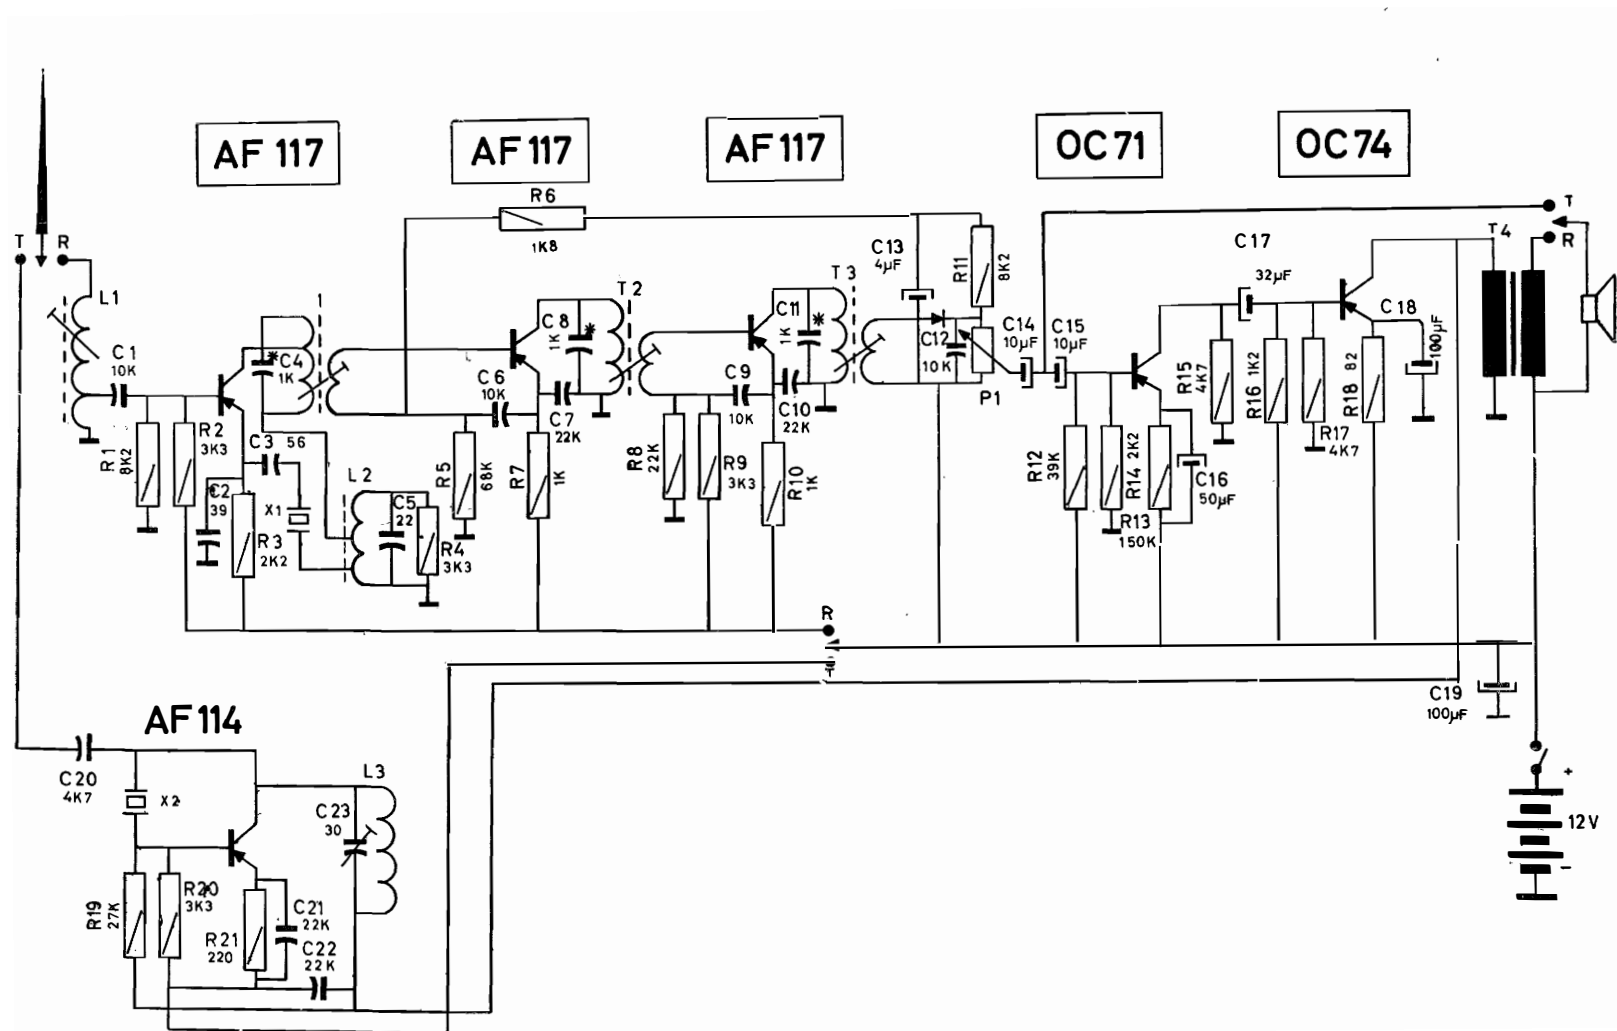 AF 117
AF 117
AF 117
OC 71
OC 74
R6
1K8
T
R
L1
C1
10K
R1
8K2
R2
3K3
C2
39
C3
56
R3
2K2
X1
1
C4
*
1K
L2
C5
22
R4
3K3
R5
68K
C6
10K
R7
1K
C7
22K
C8
1K
*
T2
R8
22K
R9
3K3
C9
10K
C10
22K
R10
1K
C11
1K
*
T3
C13
4µF
C12
10K
R11
8K2
P1
C14
10µF
C15
10µF
R12
39K
R13
150K
R14
2K2
C16
50µF
R15
4K7
C17
32µF
R16
1K2
R17
4K7
R18
82
C18
100µF
T4
T
R
R
T
C19
100µF
+
12V
–
AF 114
C20
4K7
X2
R19
27K
R20
3K3
R21
220
C21
22K
C22
22K
C23
30
L3